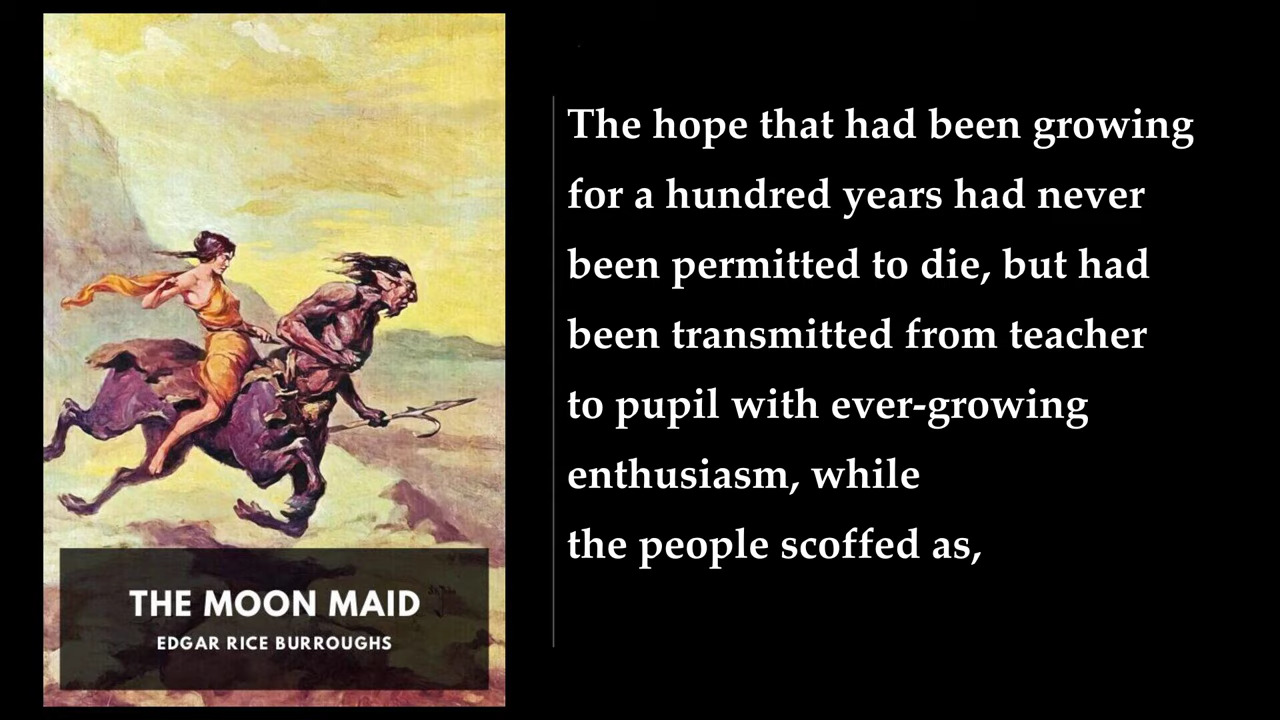 The hope that had been growing
for a hundred years had never
been permitted to die, but had
been transmitted from teacher
to pupil with ever-growing
enthusiasm, while
the people scoffed as,
THE MOON MAID
EDGAR RICE BURROUGHS